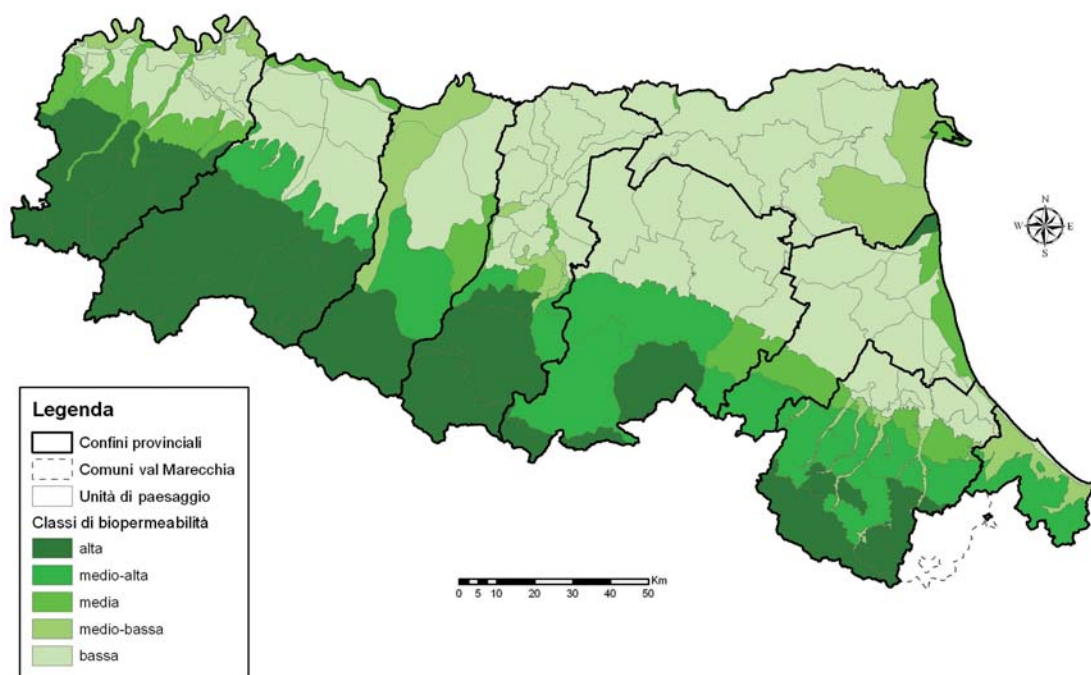 N
W E
S
Legenda
Confini provinciali
Comuni val Marecchia
Unità di paesaggio
Classi di biopermeabilità
alta
medio-alta
media
medio-bassa
bassa
Km
0 5 10 20 30 40 50